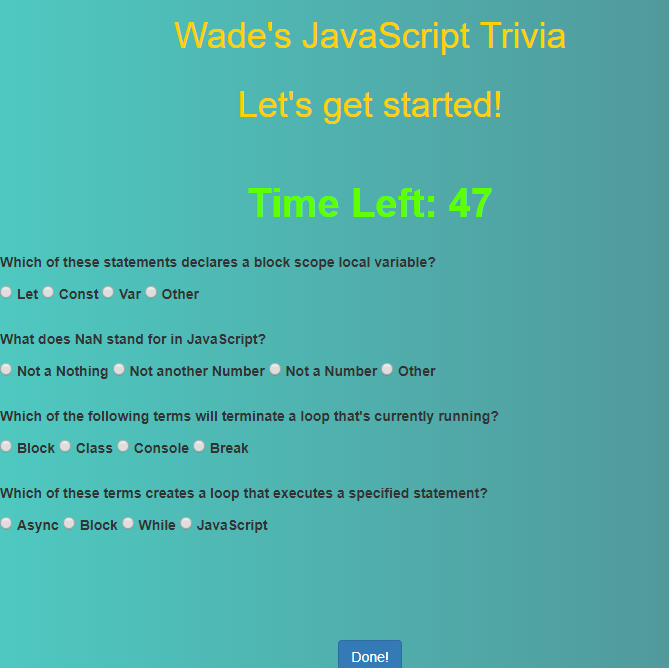 Wade's JavaScript Trivia
Let's get started!
Time Left: 47
Which of these statements declares a block scope local variable?
Let Const Var Other
What does NaN stand for in JavaScript?
Not a Nothing Not another Number Not a Number Other
Which of the following terms will terminate a loop that's currently running?
Block Class Console Break
Which of these terms creates a loop that executes a specified statement?
Async Block While JavaScript
Done!